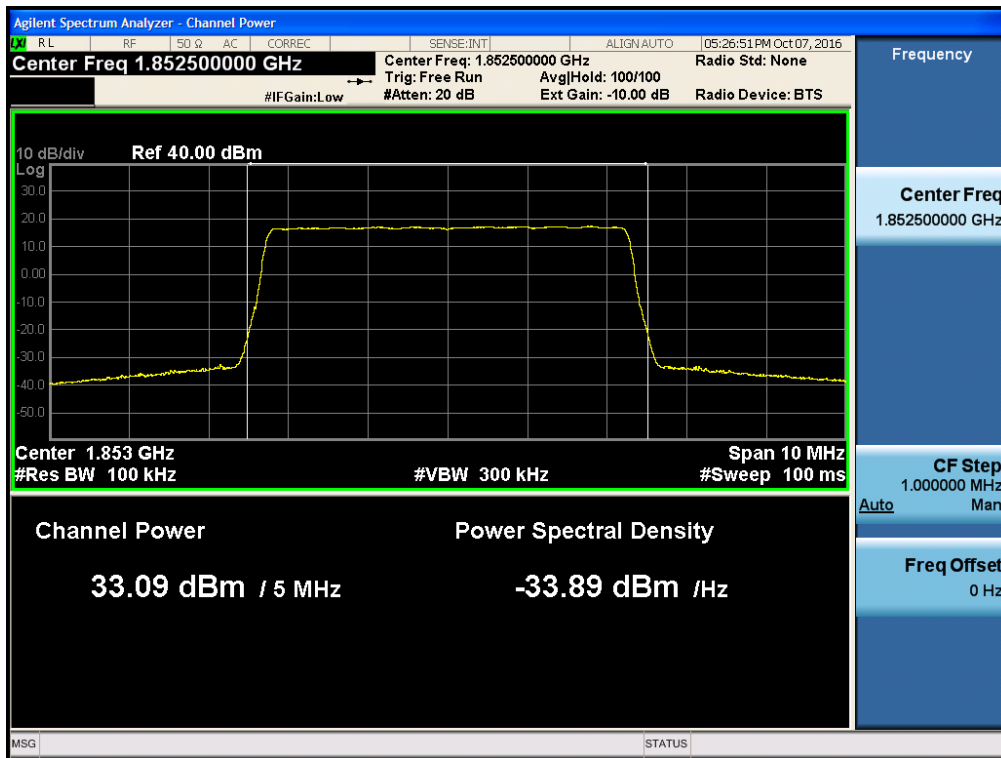 Agilent Spectrum Analyzer - Channel Power
LXI RL RF 50 Ω AC CORREC SENSE:INT ALIGNAUTO 05:26:51 PM Oct 07, 2016
Center Freq 1.852500000 GHz
Center Freq: 1.852500000 GHz Radio Std: None
Trig: Free Run Avg|Hold: 100/100
#IFGain:Low #Atten: 20 dB Ext Gain: -10.00 dB Radio Device: BTS
10 dB/div Ref 40.00 dBm
Log
30.0
20.0
10.0
0.00
-10.0
-20.0
-30.0
-40.0
-50.0
Center 1.853 GHz Span 10 MHz
#Res BW 100 kHz #VBW 300 kHz #Sweep 100 ms
Channel Power Power Spectral Density
33.09 dBm / 5 MHz -33.89 dBm /Hz
MSG STATUS
Frequency
Center Freq
1.852500000 GHz
CF Step
1.000000 MHz
Auto Man
Freq Offset
0 Hz